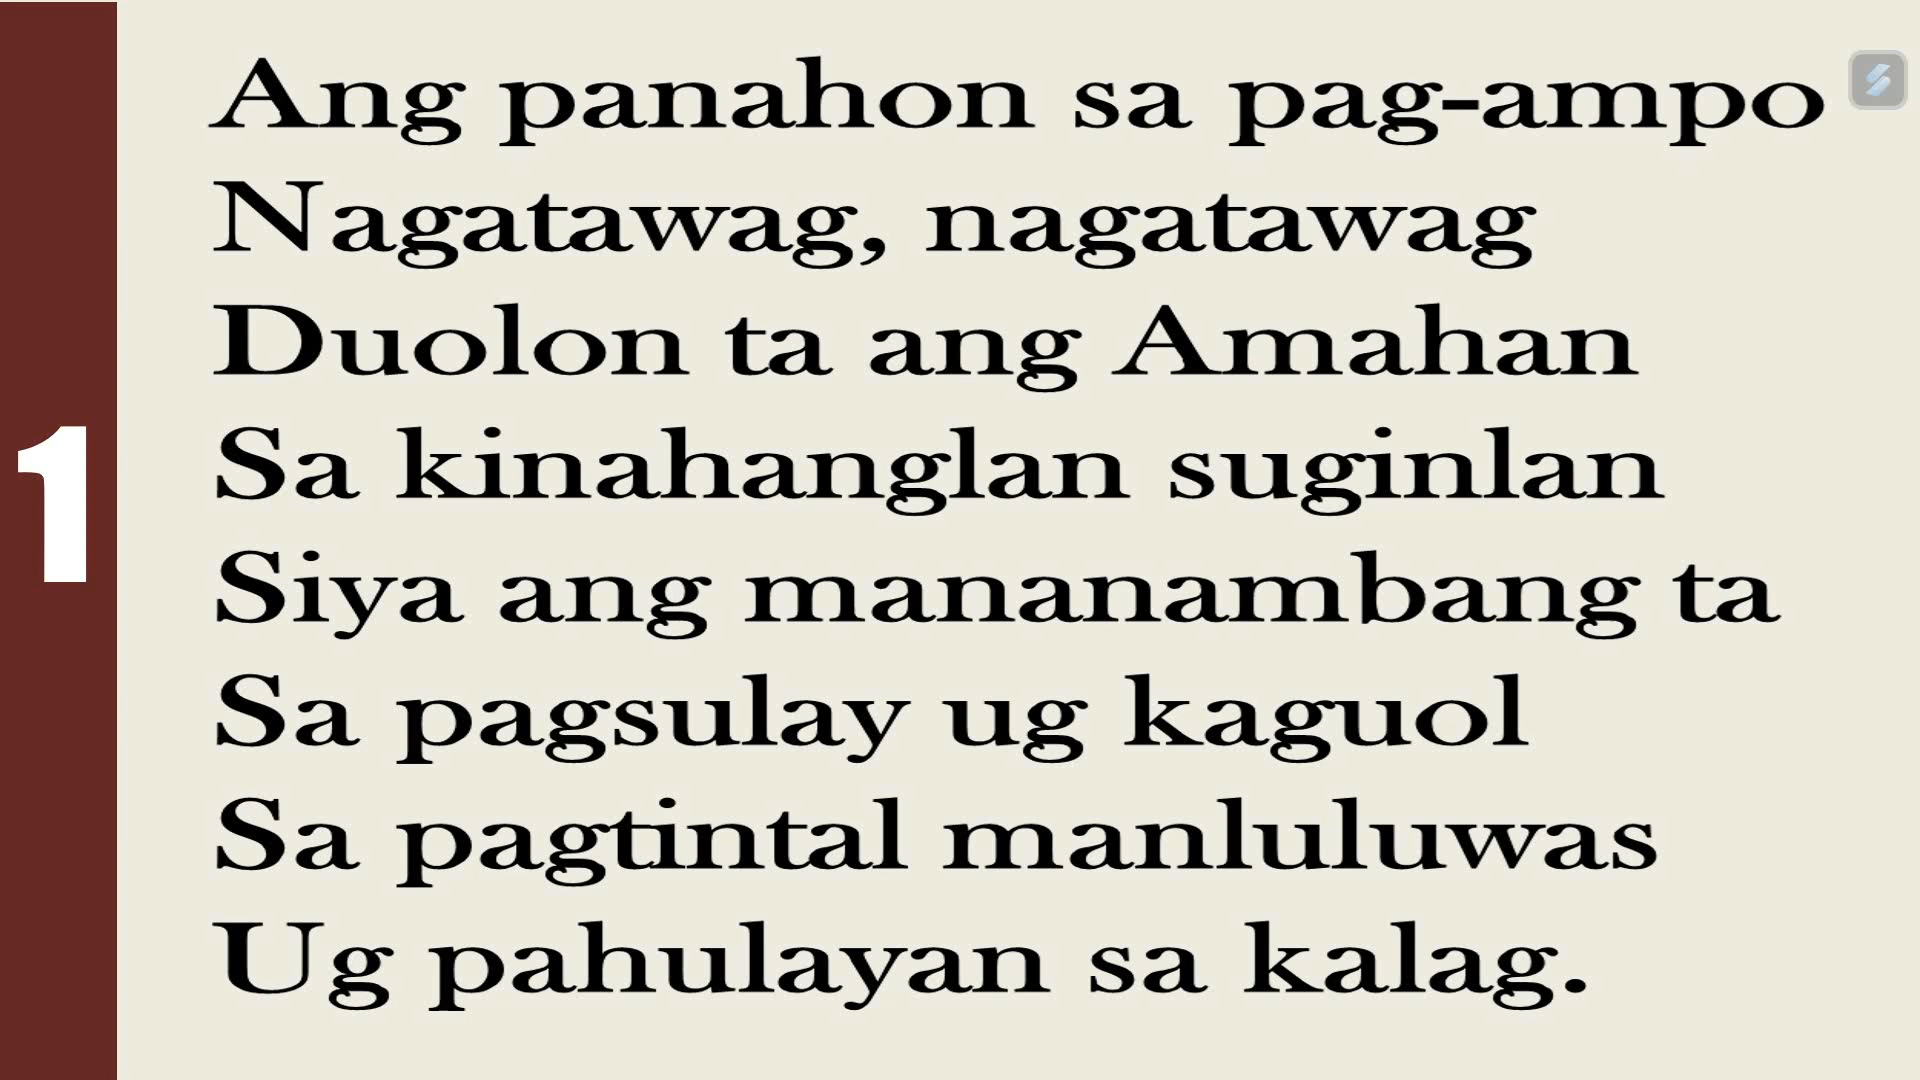 1
Ang panahon sa pag-ampo
Nagatawag, nagatawag
Duolon ta ang Amahan
Sa kinahanglan suginlan
Siya ang mananambang ta
Sa pagsulay ug kaguol
Sa pagtintal manluluwas
Ug pahulayan sa kalag.